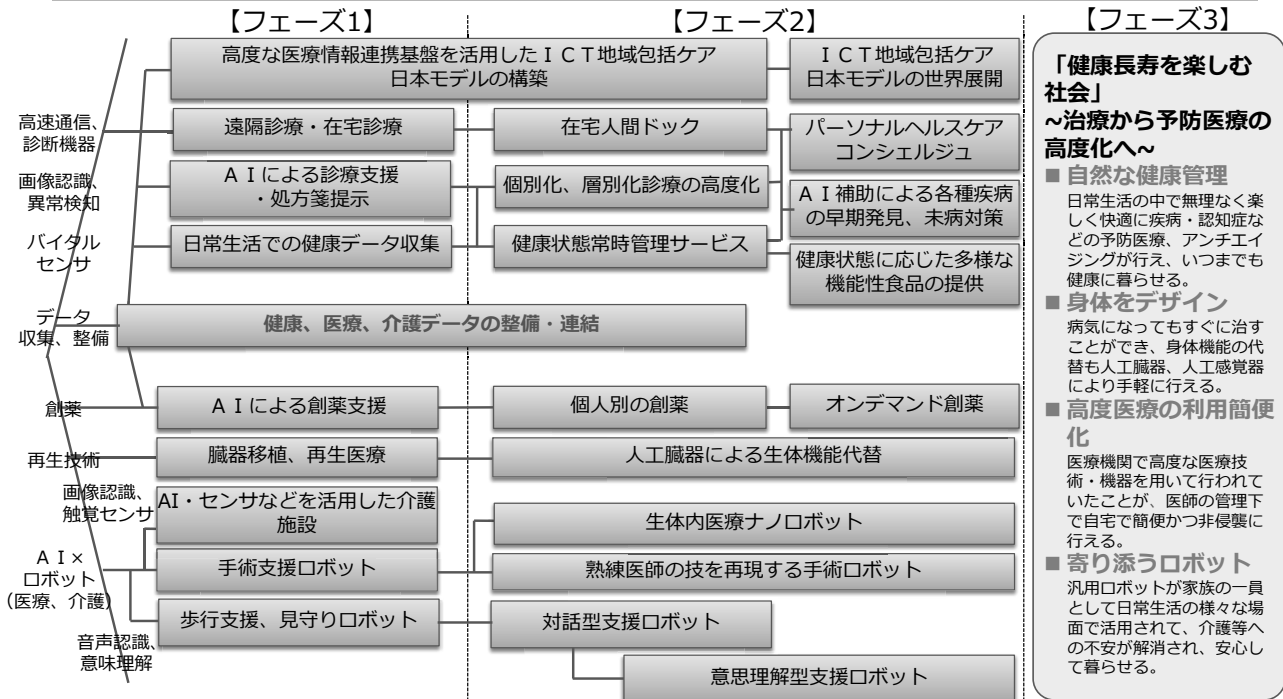 【フェーズ1】
【フェーズ2】
【フェーズ3】
高度な医療情報連携基盤を活用したＩＣＴ地域包括ケア
日本モデルの構築
ＩＣＴ地域包括ケア
日本モデルの世界展開
高速通信、
診断機器
遠隔診療・在宅診療
在宅人間ドック
パーソナルヘルスケア
コンシェルジュ
画像認識、
異常検知
ＡＩによる診療支援
・処方箋提示
個別化、層別化診療の高度化
ＡＩ補助による各種疾病
の早期発見、未病対策
バイタル
センサ
日常生活での健康データ収集
健康状態常時管理サービス
健康状態に応じた多様な
機能性食品の提供
データ
収集、整備
健康、医療、介護データの整備・連結
創薬
ＡＩによる創薬支援
個人別の創薬
オンデマンド創薬
再生技術
臓器移植、再生医療
人工臓器による生体機能代替
画像認識、
触覚センサ
AI・センサなどを活用した介護
施設
生体内医療ナノロボット
ＡＩ×
ロボット
（医療、介護）
手術支援ロボット
熟練医師の技を再現する手術ロボット
歩行支援、見守りロボット
対話型支援ロボット
音声認識、
意味理解
意思理解型支援ロボット
「健康長寿を楽しむ
社会」
~治療から予防医療の
高度化へ~
■ 自然な健康管理
日常生活の中で無理なく楽
しく快適に疾病・認知症な
どの予防医療、アンチエイ
ジングが行え、いつまでも
健康に暮らせる。
■ 身体をデザイン
病気になってもすぐに治す
ことができ、身体機能の代
替も人工臓器、人工感覚器
により手軽に行える。
■ 高度医療の利用簡便
化
医療機関で高度な医療技
術・機器を用いて行われて
いたことが、医師の管理下
で自宅で簡便かつ非侵襲に
行える。
■ 寄り添うロボット
汎用ロボットが家族の一員
として日常生活の様々な場
面で活用されて、介護等へ
の不安が解消され、安心し
て暮らせる。